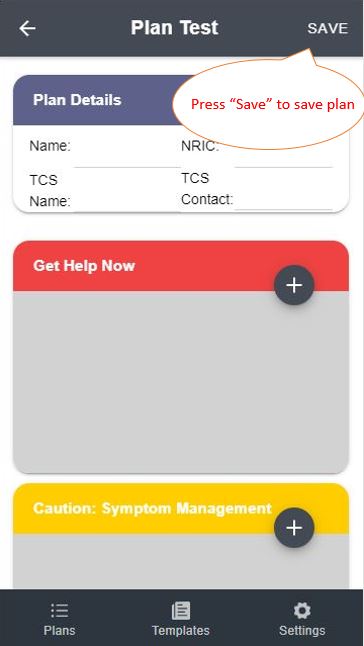 Plan Test
SAVE
Press “Save” to save plan
Plan Details
Name:
NRIC:
TCS
Name:
TCS
Contact:
Get Help Now
Caution: Symptom Management
Plans
Templates
Settings